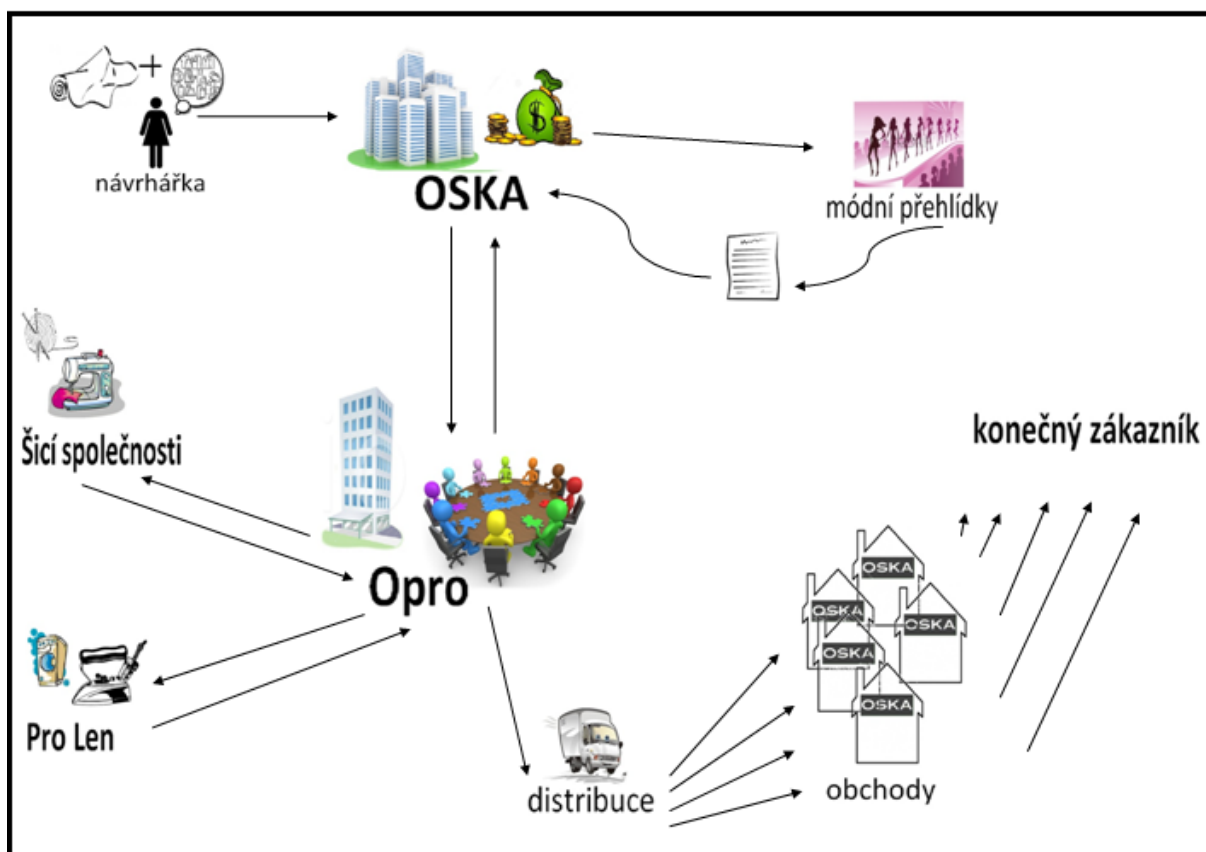 návrhářka
OSKA
módní přehlídky
Šicí společnosti
konečný zákazník
Opro
OSKA
OSKA
OSKA
OSKA
OSKA
Pro Len
distribuce
obchody